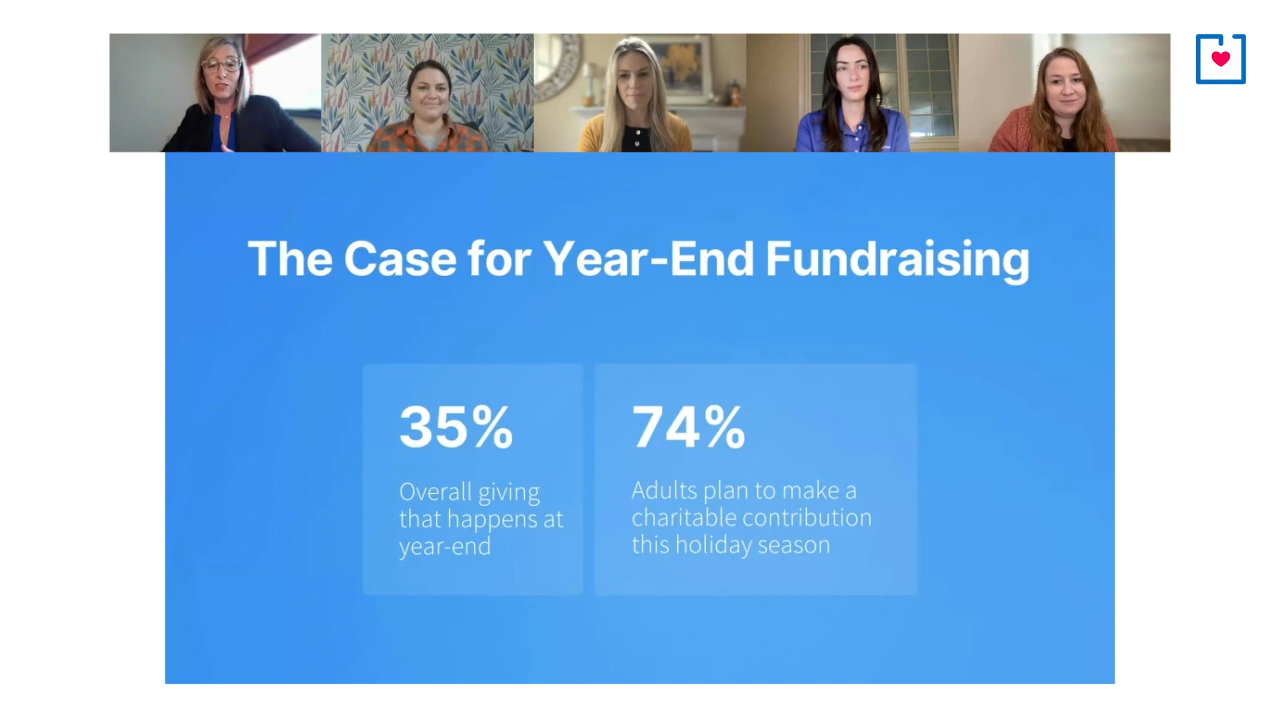 The Case for Year-End Fundraising
35%
Overall giving
that happens at
year-end
74%
Adults plan to make a
charitable contribution
this holiday season